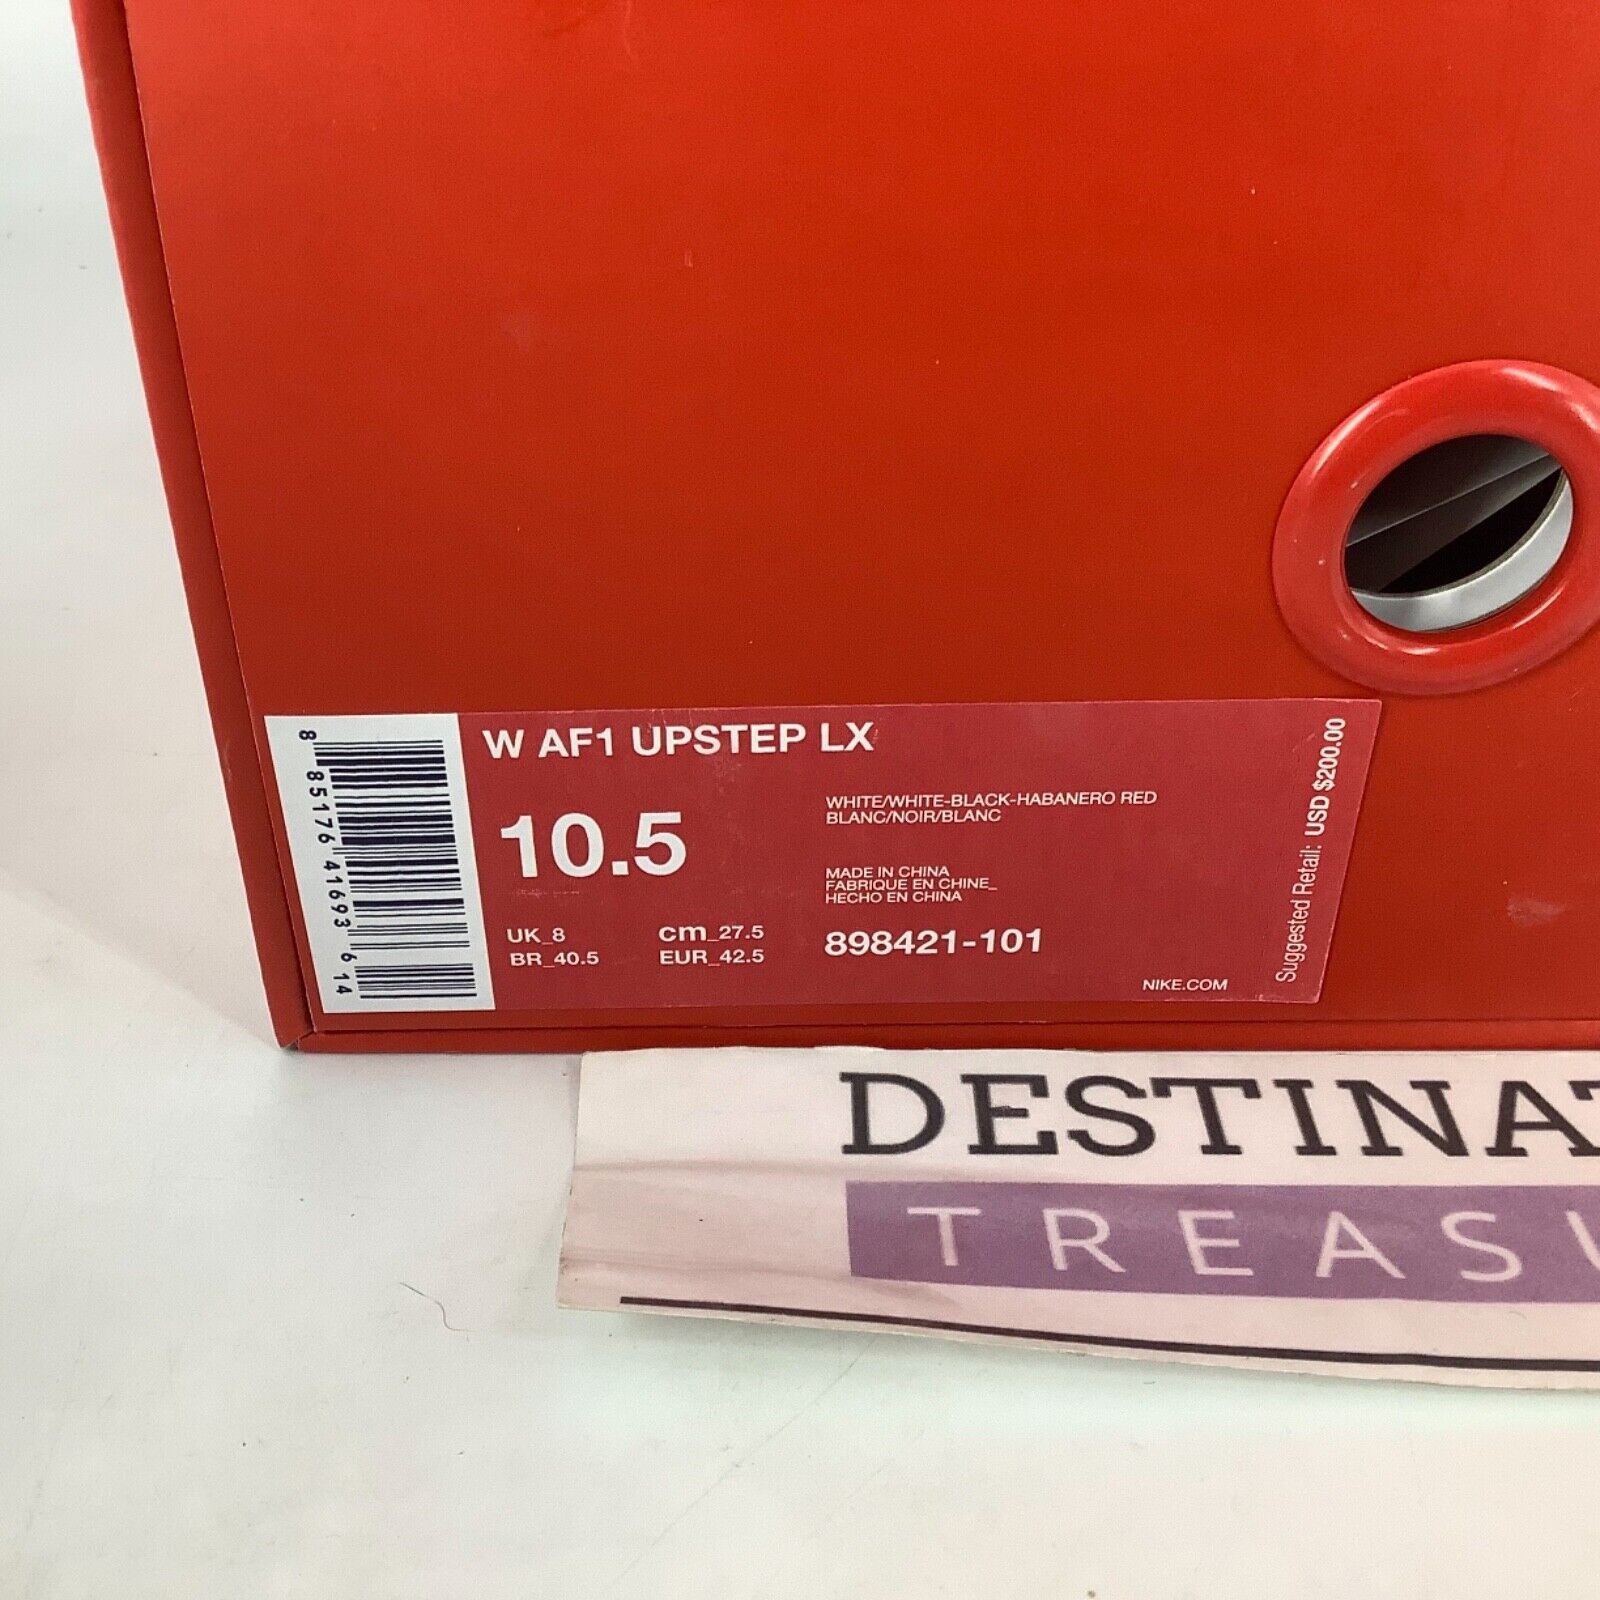 W AF1 UPSTEP LX
10.5
WHITE/WHITE-BLACK-HABANERO RED
BLANC/NOIR/BLANC
MADE IN CHINA
FABRIQUE EN CHINE_
HECHO EN CHINA
UK_8
cm_27.5
BR_40.5
EUR_42.5
898421-101
NIKE.COM
Suggested Retail: USD $200.00
8 85176 41693 6 14
DESTINAT
TREASU